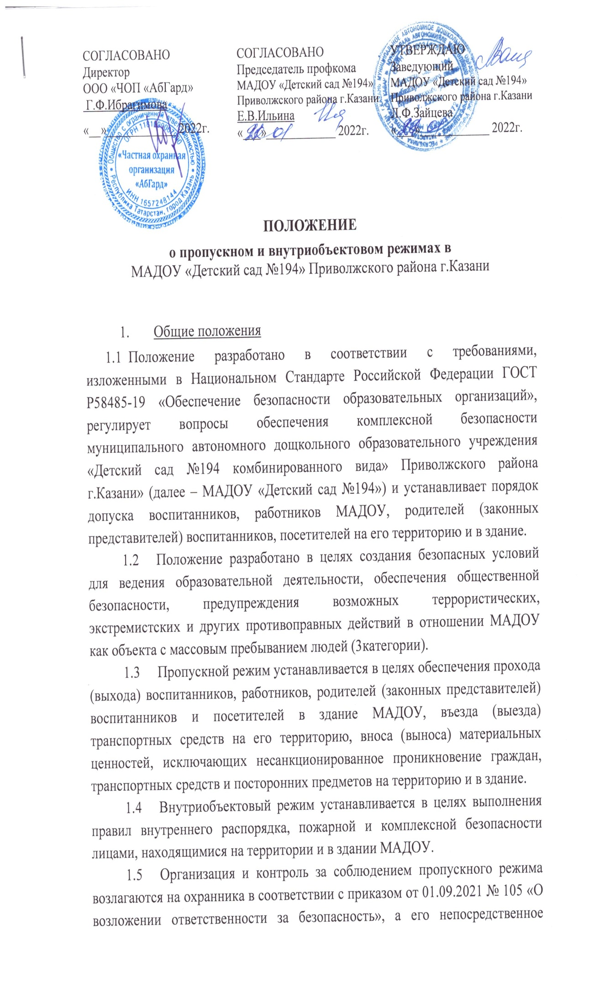 СОГЛАСОВАНО
Директор
ООО «ЧОП «АбГард»
Г.Ф.Ибрагимова
«__»____________2022г.
СОГЛАСОВАНО
Председатель профкома
МАДОУ «Детский сад №194»
Приволжского района г.Казани
Е.В.Ильина
«___»____________ 2022г.
УТВЕРЖДАЮ
Заведующий
МАДОУ «Детский сад №194»
Приволжского района г.Казани
Л.Ф.Зайцева
«___»____________ 2022г.
Общество с ограниченной ответственностью
«Частная охранная
организация
«АбГард»
ИНН 1657248144
Республика Татарстан, город Казань
ПОЛОЖЕНИЕ
о пропускном и внутриобъектовом режимах в
МАДОУ «Детский сад №194» Приволжского района г.Казани
1. Общие положения
1.1 Положение разработано в соответствии с требованиями,
изложенными в Национальном Стандарте Российской Федерации ГОСТ
Р58485-19 «Обеспечение безопасности образовательных организаций»,
регулирует вопросы обеспечения комплексной безопасности
муниципального автономного дощкольного образовательного учреждения
«Детский сад №194 комбинированного вида» Приволжского района
г.Казани» (далее – МАДОУ «Детский сад №194») и устанавливает порядок
допуска воспитанников, работников МАДОУ, родителей (законных
представителей) воспитанников, посетителей на его территорию и в здание.
1.2 Положение разработано в целях создания безопасных условий
для ведения образовательной деятельности, обеспечения общественной
безопасности, предупреждения возможных террористических,
экстремистских и других противоправных действий в отношении МАДОУ
как объекта с массовым пребыванием людей (3категории).
1.3 Пропускной режим устанавливается в целях обеспечения прохода
(выхода) воспитанников, работников, родителей (законных представителей)
воспитанников и посетителей в здание МАДОУ, въезда (выезда)
транспортных средств на его территорию, вноса (выноса) материальных
ценностей, исключающих несанкционированное проникновение граждан,
транспортных средств и посторонних предметов на территорию и в здание.
1.4 Внутриобъектовый режим устанавливается в целях выполнения
правил внутреннего распорядка, пожарной и комплексной безопасности
лицами, находящимися на территории и в здании МАДОУ.
1.5 Организация и контроль за соблюдением пропускного режима
возлагаются на охранника в соответствии с приказом от 01.09.2021 № 105 «О
возложении ответственности за безопасность», а его непосредственное